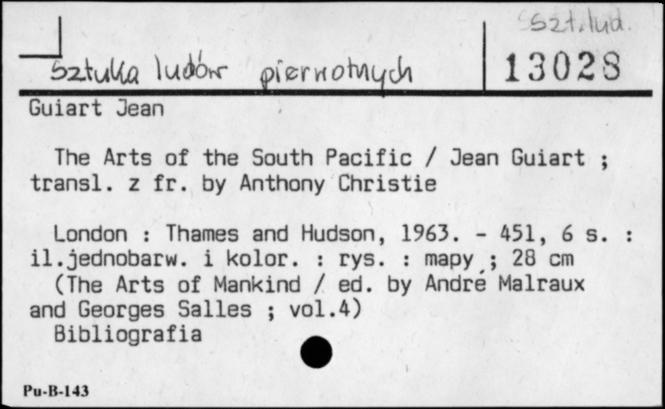 Szt.lud.
Sztuka ludów pierwotnych 13028
Guiart Jean
The Arts of the South Pacific / Jean Guiart ;
transl. z fr. by Anthony Christie
London : Thames and Hudson, 1963. - 451, 6 s. :
il.jednobarw. i kolor. : rys. : mapy ; 28 cm
(The Arts of Mankind / ed. by André Malraux
and Georges Salles ; vol.4)
Bibliografia
Pu-B-143